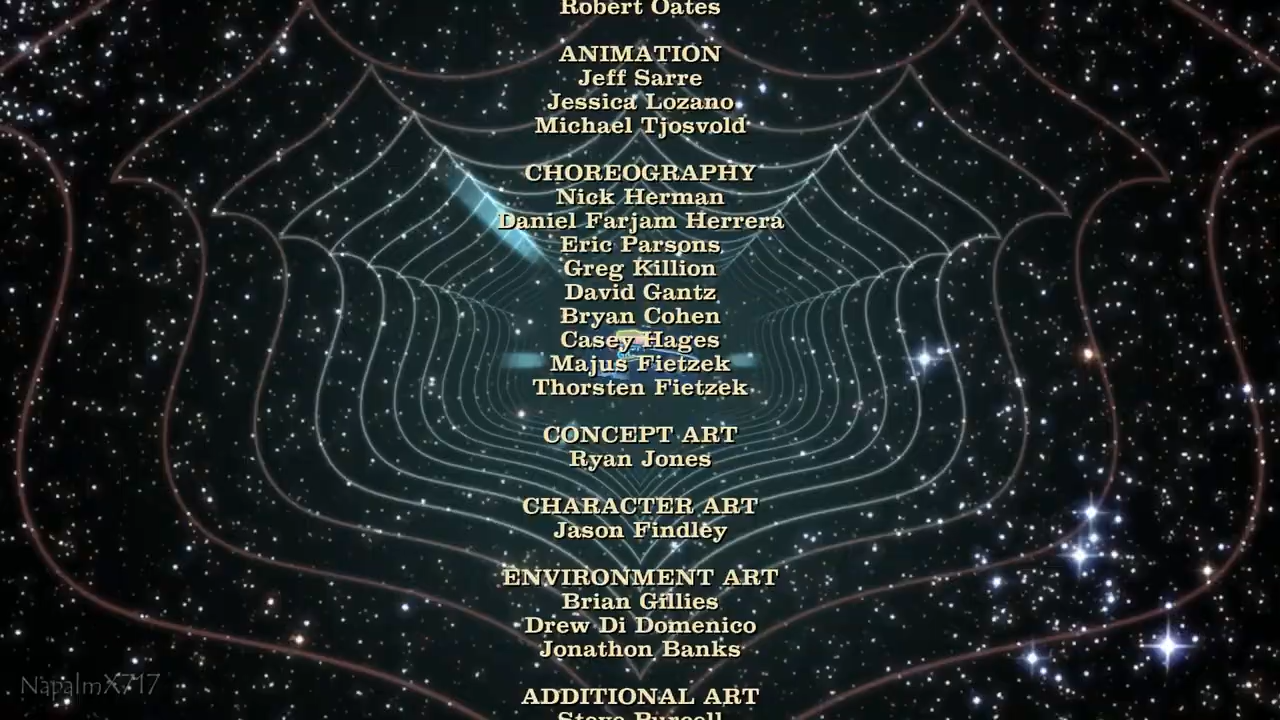 Robert Oates
ANIMATION
Jeff Sarre
Jessica Lozano
Michael Tjosvold
CHOREOGRAPHY
Nick Herman
Daniel Farjam Herrera
Eric Parsons
Greg Killion
David Gantz
Bryan Cohen
Casey Hages
Majus Fietzek
Thorsten Fietzek
CONCEPT ART
Ryan Jones
CHARACTER ART
Jason Findley
ENVIRONMENT ART
Brian Gillies
Drew Di Domenico
Jonathon Banks
ADDITIONAL ART
Steve Purcell
NapalmX717